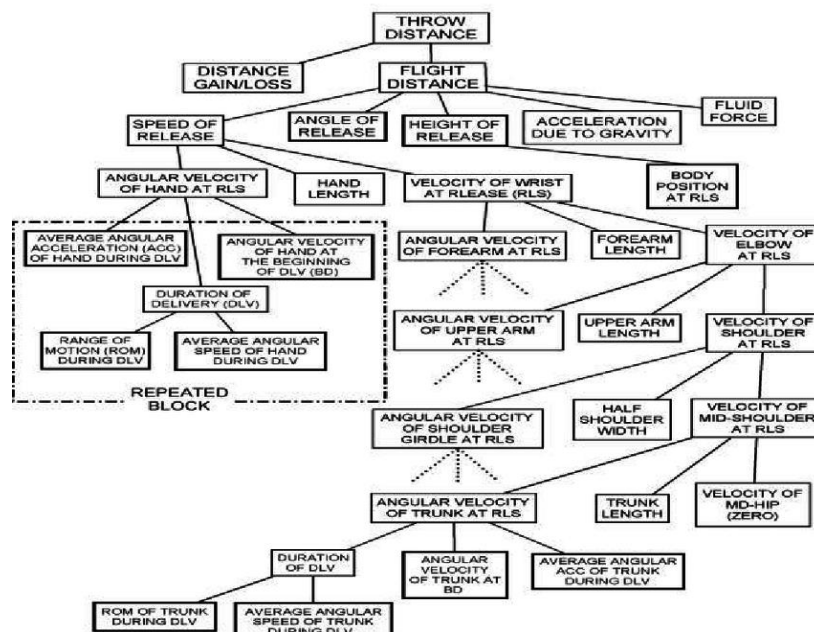 THROW
DISTANCE
DISTANCE
GAIN/LOSS
FLIGHT
DISTANCE
SPEED OF
RELEASE
ANGLE OF
RELEASE
HEIGHT OF
RELEASE
ACCELERATION
DUE TO GRAVITY
FLUID
FORCE
ANGULAR VELOCITY
OF HAND AT RLS
HAND
LENGTH
VELOCITY OF WRIST
AT RLEASE (RLS)
BODY
POSITION
AT RLS
AVERAGE ANGULAR
ACCELERATION (ACC)
OF HAND DURING DLV
ANGULAR VELOCITY
OF HAND AT
THE BEGINNING
OF DLV (BD)
ANGULAR VELOCITY
OF FOREARM AT RLS
FOREARM
LENGTH
VELOCITY OF
ELBOW
AT RLS
DURATION OF
DELIVERY (DLV)
RANGE OF
MOTION (ROM)
DURING DLV
AVERAGE ANGULAR
SPEED OF HAND
DURING DLV
ANGULAR VELOCITY
OF UPPER ARM
AT RLS
UPPER ARM
LENGTH
VELOCITY OF
SHOULDER
AT RLS
REPEATED
BLOCK
ANGULAR VELOCITY
OF SHOULDER
GIRDLE AT RLS
HALF
SHOULDER
WIDTH
VELOCITY OF
MID-SHOULDER
AT RLS
ANGULAR VELOCITY
OF TRUNK AT RLS
TRUNK
LENGTH
VELOCITY OF
MD-HIP
(ZERO)
DURATION
OF DLV
ANGULAR
VELOCITY
OF TRUNK AT
BD
AVERAGE ANGULAR
ACC OF TRUNK
DURING DLV
ROM OF TRUNK
DURING DLV
AVERAGE ANGULAR
SPEED OF TRUNK
DURING DLV